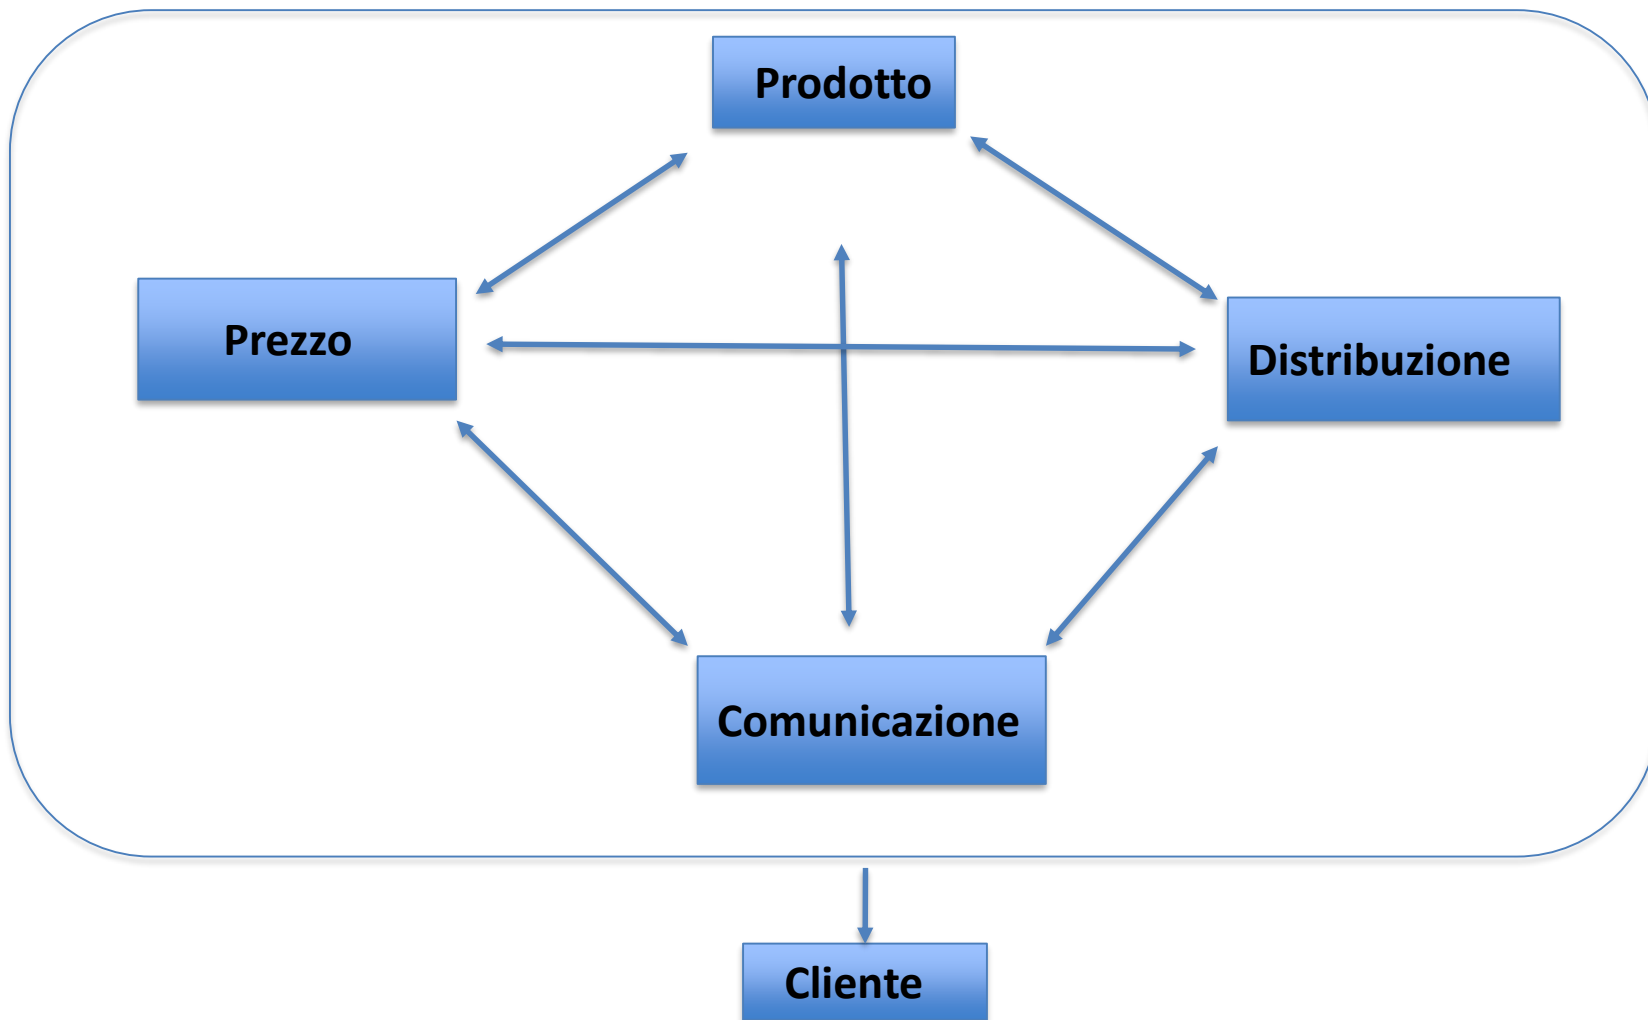 Prodotto
Prezzo
Distribuzione
Comunicazione
Cliente